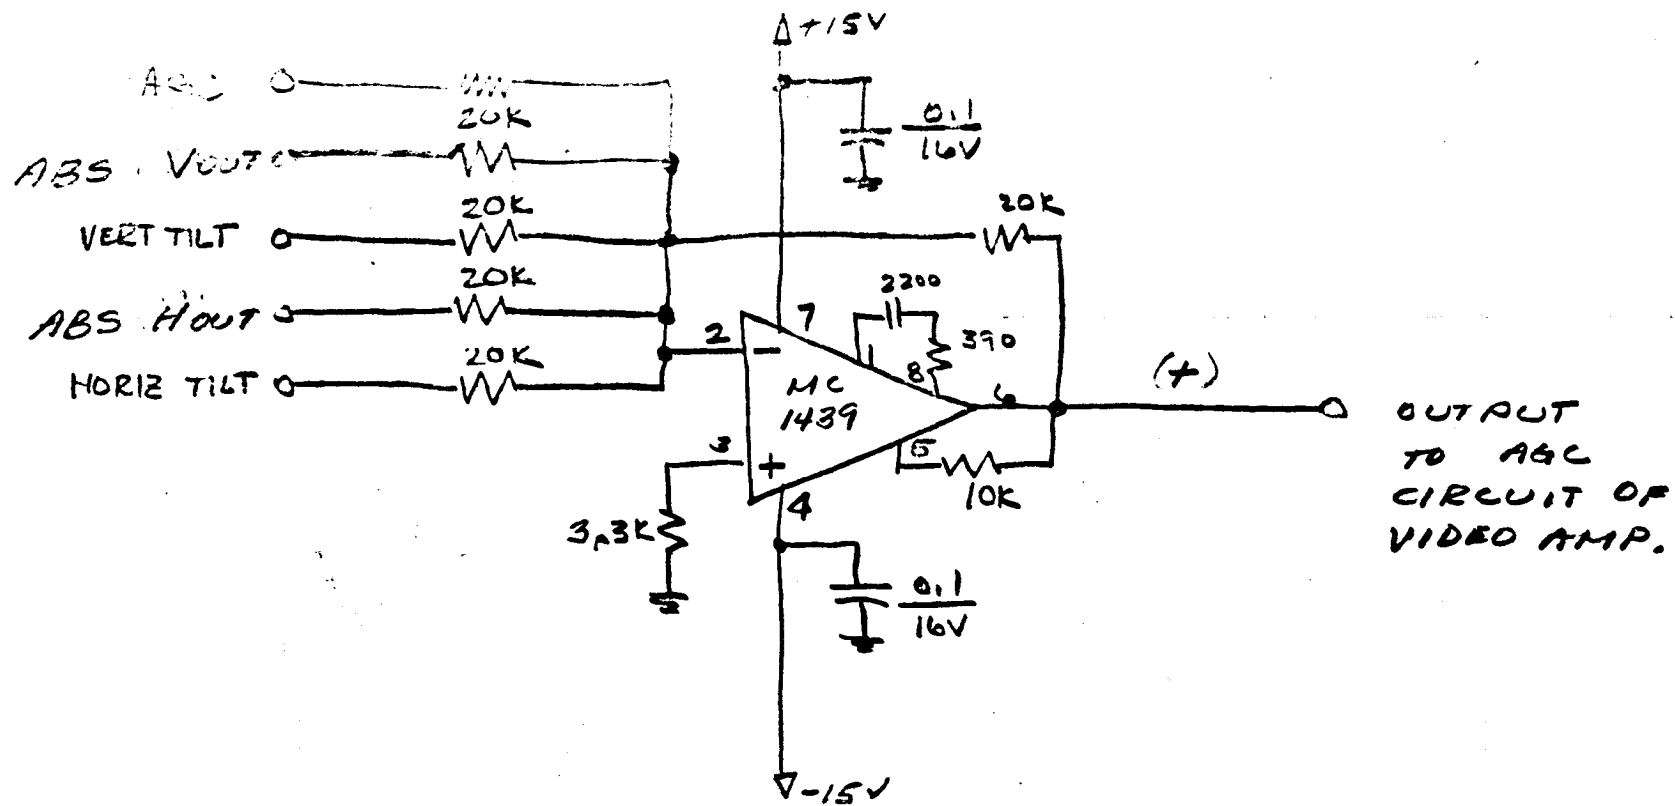 +15V
AGC
0.1
16V
20K
ABS. VOUT
20K
20K
VERT TILT
20K
2200
ABS HOUT
7
390
2
1
20K
8
(+)
HORIZ TILT
MC
1439
6
OUTPUT
TO AGC
CIRCUIT OF
VIDEO AMP.
3
5
10K
4
3.3K
0.1
16V
-15V